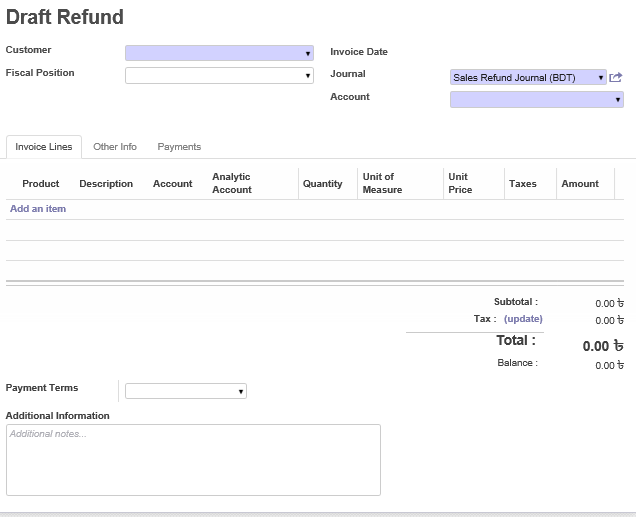 Draft Refund
Customer
Invoice Date
Fiscal Position
Journal
Sales Refund Journal (BDT)
Account
Invoice Lines Other Info Payments
Product Description Account Analytic Account Quantity Unit of Measure Unit Price Taxes Amount
Add an item
Subtotal : 0.00 ৳
Tax : (update) 0.00 ৳
Total : 0.00 ৳
Balance : 0.00 ৳
Payment Terms
Additional Information
Additional notes...